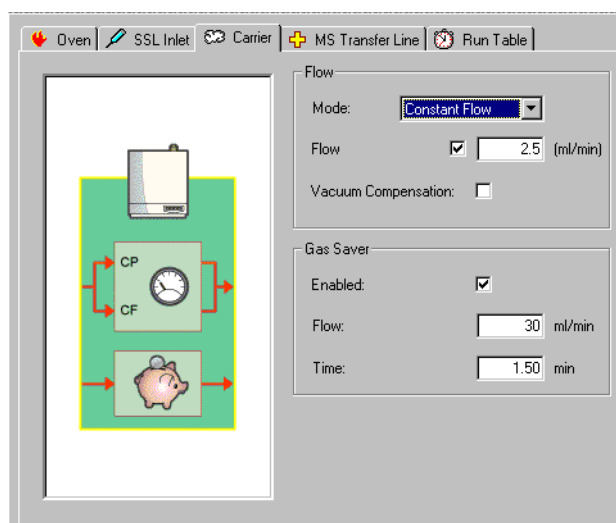 Oven SSL Inlet Carrier MS Transfer Line Run Table
Flow
Mode: Constant Flow
Flow 2.5 (ml/min)
Vacuum Compensation:
CP
CF
Gas Saver
Enabled:
Flow: 30 ml/min
Time: 1.50 min